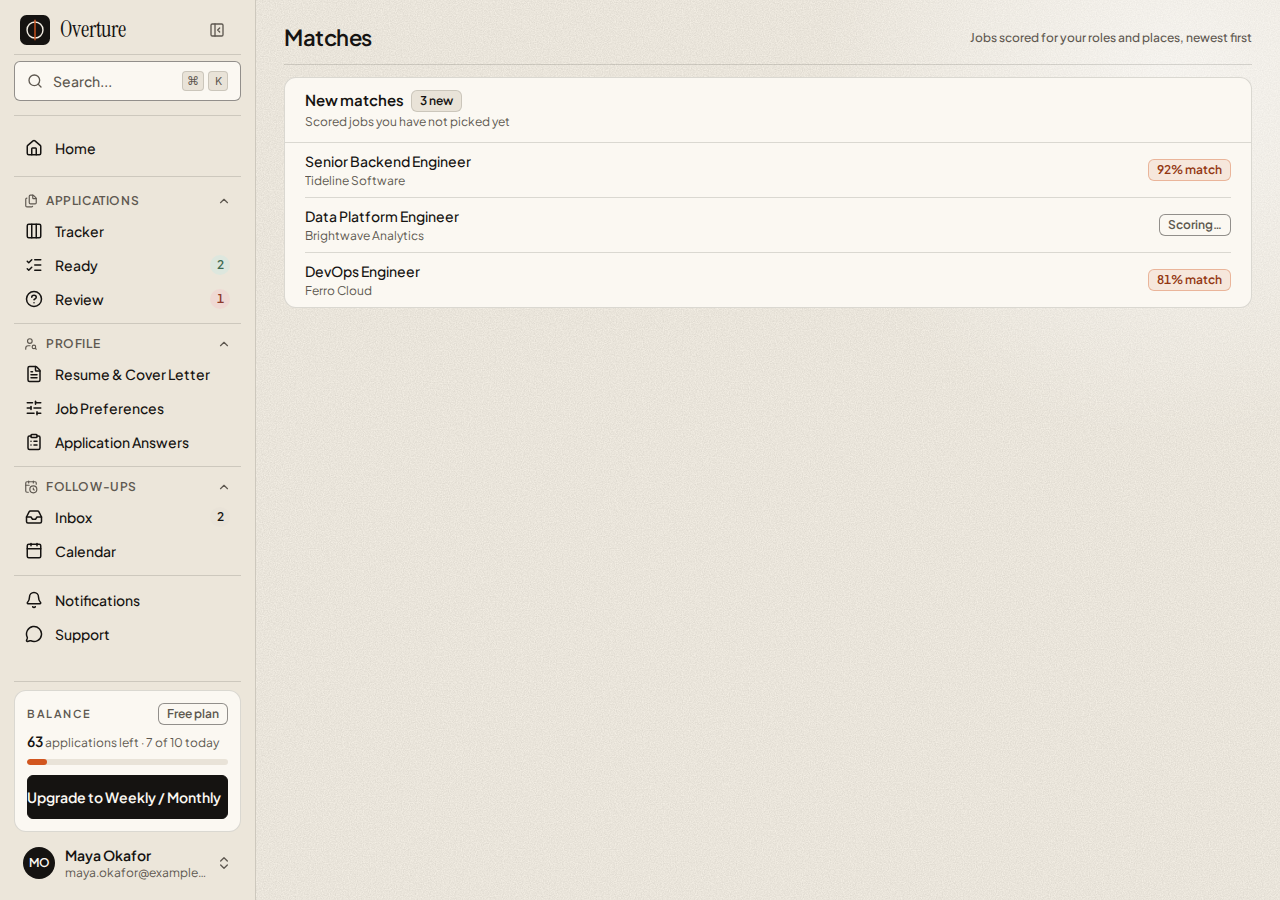 Overture
Search...
⌘ K
Home
APPLICATIONS
Tracker
Ready 2
Review 1
PROFILE
Resume & Cover Letter
Job Preferences
Application Answers
FOLLOW-UPS
Inbox 2
Calendar
Notifications
Support
BALANCE Free plan
63 applications left · 7 of 10 today
Upgrade to Weekly / Monthly
MO Maya Okafor
maya.okafor@example…
Matches
Jobs scored for your roles and places, newest first
New matches 3 new
Scored jobs you have not picked yet
Senior Backend Engineer
Tideline Software
92% match
Data Platform Engineer
Brightwave Analytics
Scoring…
DevOps Engineer
Ferro Cloud
81% match